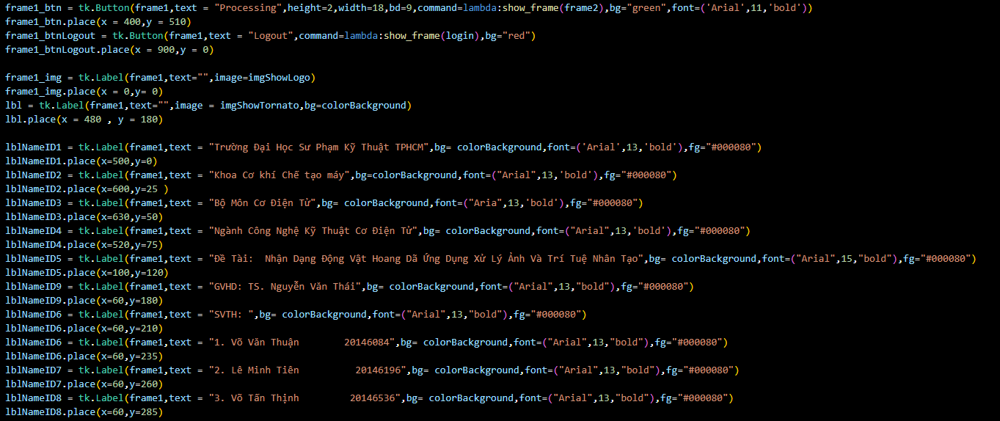 frame1_btn = tk.Button(frame1,text = "Processing",height=2,width=18,bd=9,command=lambda:show_frame(frame2),bg="green",font=('Arial',11,'bold'))
frame1_btn.place(x = 400,y = 510)
frame1_btnLogout = tk.Button(frame1,text = "Logout",command=lambda:show_frame(login),bg="red")
frame1_btnLogout.place(x = 900,y = 0)
frame1_img = tk.Label(frame1,text="",image=imgShowLogo)
frame1_img.place(x = 0,y= 0)
lbl = tk.Label(frame1,text="",image = imgShowTornato,bg=colorBackground)
lbl.place(x = 480 , y = 180)
lblNameID1 = tk.Label(frame1,text = "Trường Đại Học Sư Phạm Kỹ Thuật TPHCM",bg= colorBackground,font=('Arial',13,'bold'),fg="#000080")
lblNameID1.place(x=500,y=0)
lblNameID2 = tk.Label(frame1,text = "Khoa Cơ khí Chế tạo máy",bg=colorBackground,font=("Arial",13,'bold'),fg="#000080")
lblNameID2.place(x=600,y=25 )
lblNameID3 = tk.Label(frame1,text = "Bộ Môn Cơ Điện Tử",bg= colorBackground,font=("Aria",13,'bold'),fg="#000080")
lblNameID3.place(x=630,y=50)
lblNameID4 = tk.Label(frame1,text = "Ngành Công Nghệ Kỹ Thuật Cơ Điện Tử",bg= colorBackground,font=("Arial",13,'bold'),fg="#000080")
lblNameID4.place(x=520,y=75)
lblNameID5 = tk.Label(frame1,text = "Đề Tài:  Nhận Dạng Động Vật Hoang Dã Ứng Dụng Xử Lý Ảnh Và Trí Tuệ Nhân Tạo",bg= colorBackground,font=("Arial",15,"bold"),fg="#000080")
lblNameID5.place(x=100,y=120)
lblNameID9 = tk.Label(frame1,text = "GVHD: TS. Nguyễn Văn Thái",bg= colorBackground,font=("Arial",13,"bold"),fg="#000080")
lblNameID9.place(x=60,y=180)
lblNameID6 = tk.Label(frame1,text = "SVTH: ",bg= colorBackground,font=("Arial",13,"bold"),fg="#000080")
lblNameID6.place(x=60,y=210)
lblNameID6 = tk.Label(frame1,text = "1. Võ Văn Thuận        20146084",bg= colorBackground,font=("Arial",13,"bold"),fg="#000080")
lblNameID6.place(x=60,y=235)
lblNameID7 = tk.Label(frame1,text = "2. Lê Minh Tiên          20146196",bg= colorBackground,font=("Arial",13,"bold"),fg="#000080")
lblNameID7.place(x=60,y=260)
lblNameID8 = tk.Label(frame1,text = "3. Võ Tấn Thịnh         20146536",bg= colorBackground,font=("Arial",13,"bold"),fg="#000080")
lblNameID8.place(x=60,y=285)